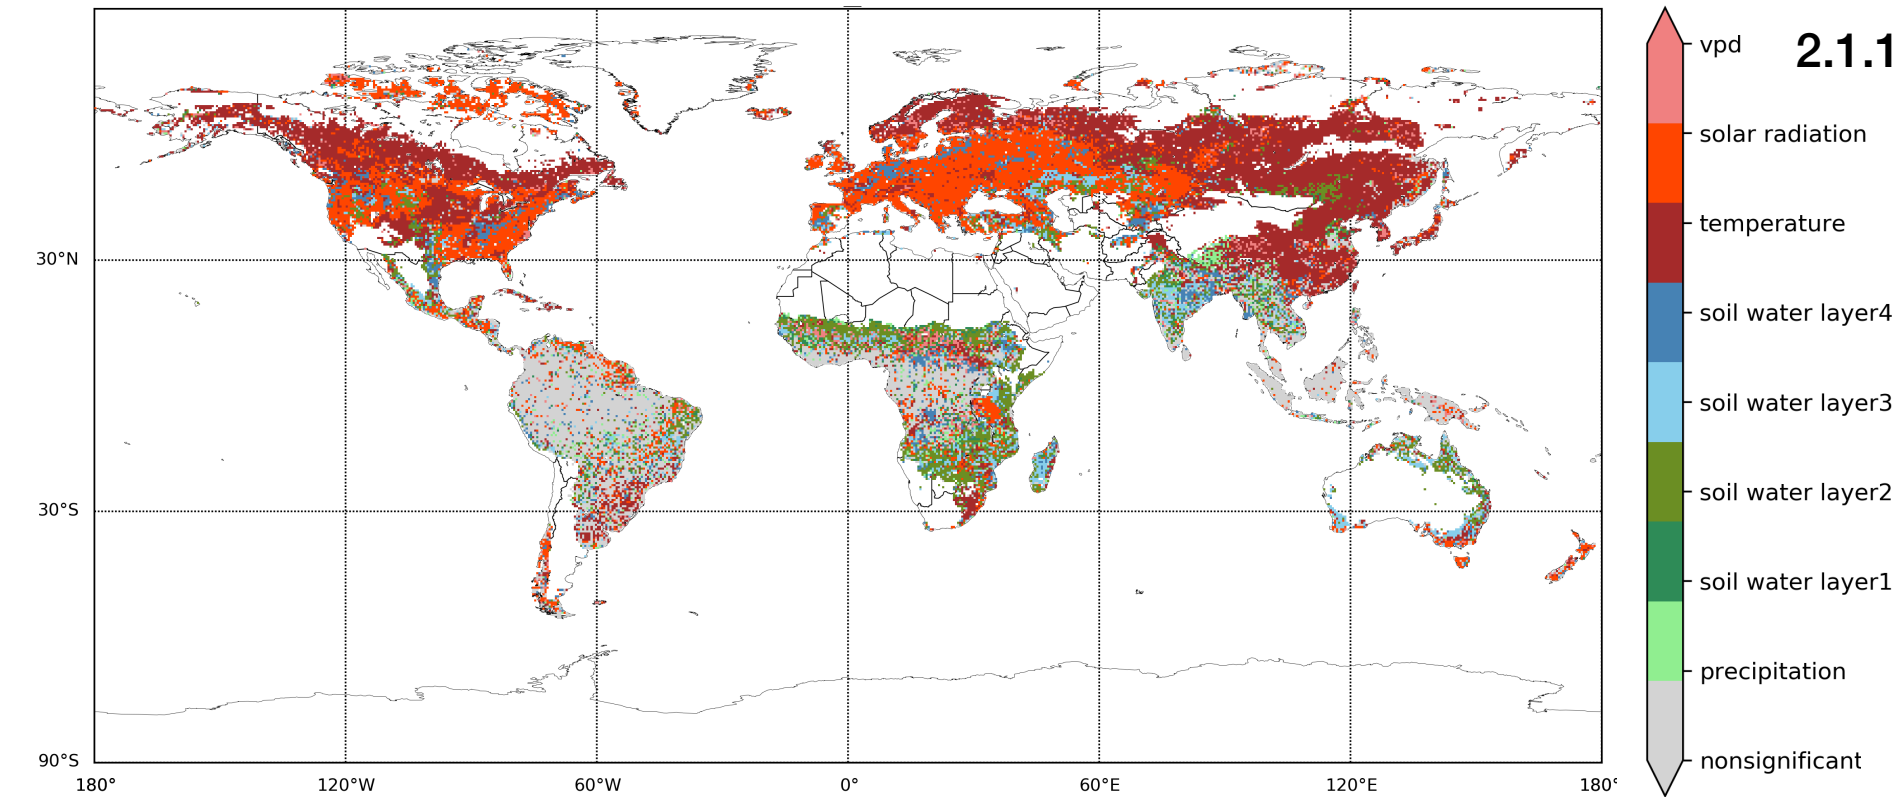 vpd
2.1.1
solar radiation
temperature
soil water layer4
soil water layer3
soil water layer2
soil water layer1
precipitation
nonsignificant
30°N
30°S
90°S
180° 120°W 60°W 0° 60°E 120°E 180°